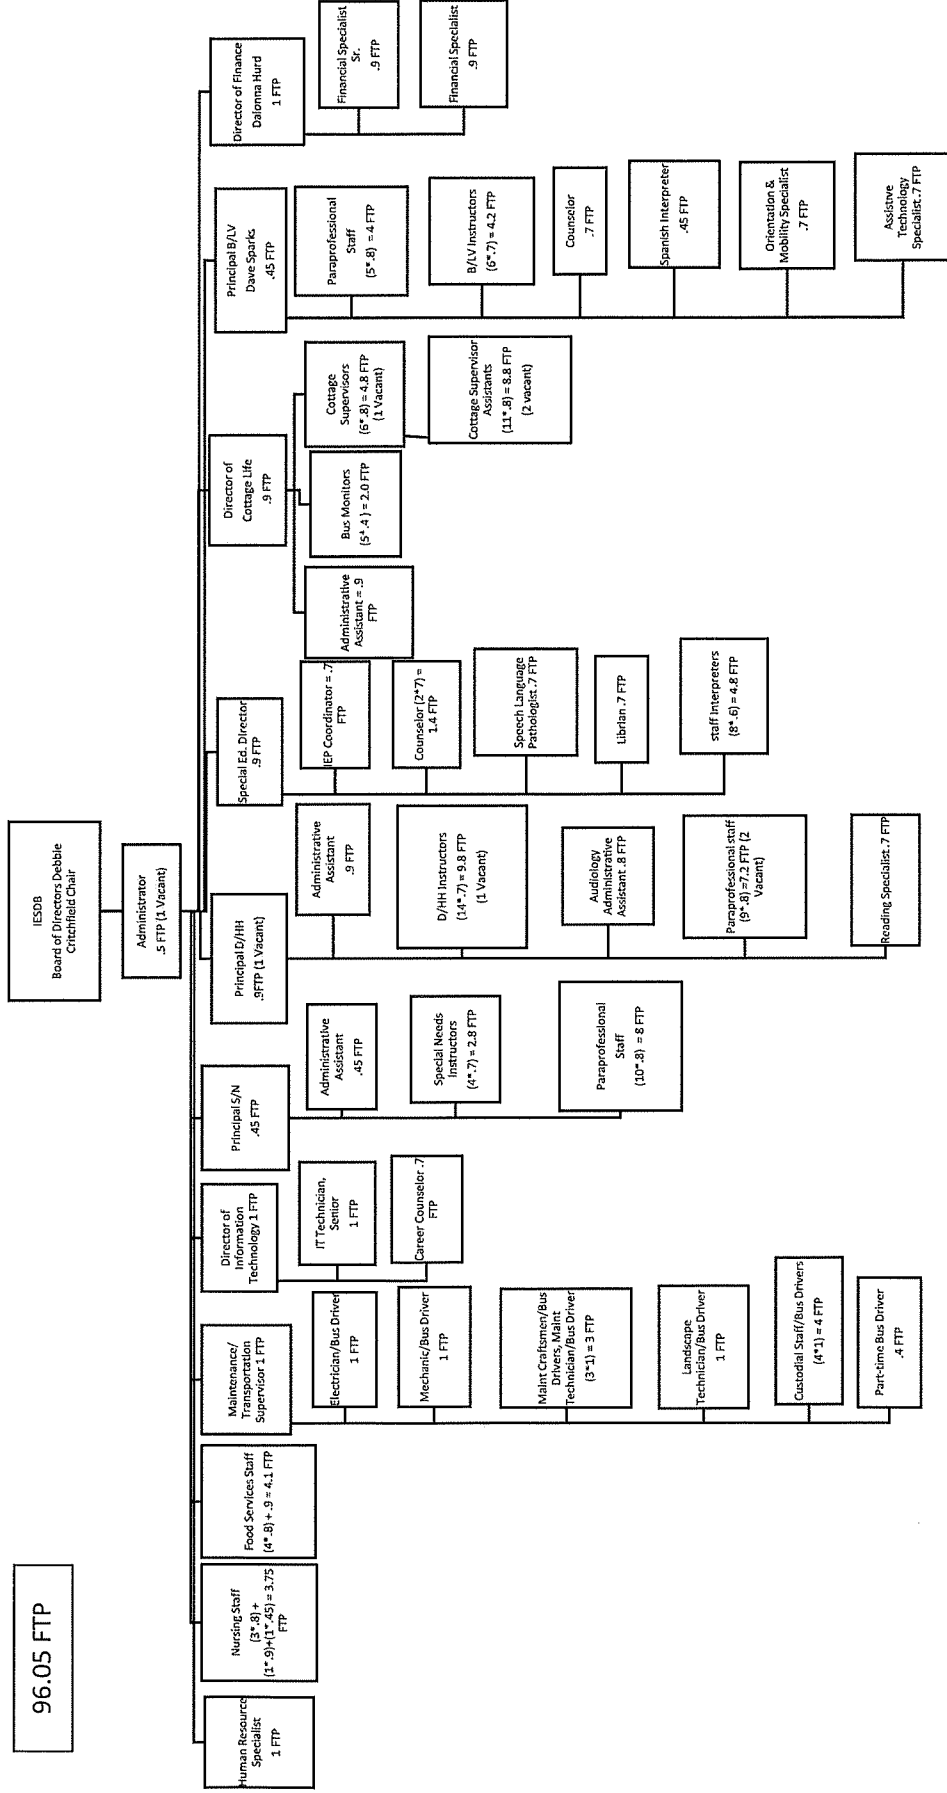 96.05 FTP
IESDB
Board of Directors Debbie
Critchfield Chair
Administrator
.5 FTP (1 Vacant)
Human Resource
Specialist
1 FTP
Nursing Staff
(3*.8) +
(1*.9)+(1*.45) = 3.75
FTP
Food Services Staff
(4*.8) + .9 = 4.1 FTP
Maintenance/
Transportation
Supervisor 1 FTP
Electrician/Bus Driver
1 FTP
Mechanic/Bus Driver
1 FTP
Maint Craftsmen/Bus
Drivers, Maint
Technician/Bus Driver
(3*1) = 3 FTP
Landscape
Technician/Bus Driver
1 FTP
Custodial Staff/Bus Drivers
(4*1) = 4 FTP
Part-time Bus Driver
.4 FTP
Director of
Information
Technology 1 FTP
IT Technician,
Senior
1 FTP
Career Counselor .7
FTP
Principal S/N
.45 FTP
Administrative
Assistant
.45 FTP
Special Needs
Instructors
(4*.7) = 2.8 FTP
Paraprofessional
Staff
(10*.8) = 8 FTP
Principal D/HH
.9FTP (1 Vacant)
Administrative
Assistant
.9 FTP
D/HH Instructors
(14*.7) = 9.8 FTP
(1 Vacant)
Audiology
Administrative
Assistant .8 FTP
Paraprofessional staff
(9*.8) =7.2 FTP (2
Vacant)
Reading Specialist.7 FTP
Special Ed. Director
.9 FTP
IEP Coordinator = .7
FTP
Counselor (2*7) =
1.4 FTP
Speech Language
Pathologist .7 FTP
Librian .7 FTP
staff Interpreters
(8*.6) = 4.8 FTP
Director of
Cottage Life
.9 FTP
Administrative
Assistant = .9
FTP
Bus Monitors
(5*.4 ) = 2.0 FTP
Cottage
Supervisors
(6*.8) = 4.8 FTP
(1 Vacant)
Cottage Supervisor
Assistants
(11*.8) = 8.8 FTP
(2 vacant)
Principal B/LV
Dave Sparks
.45 FTP
Paraprofessional
Staff
(5*.8) = 4 FTP
B/LV Instructors
(6*.7) = 4.2 FTP
Counselor
.7 FTP
Spanish Interpreter
.45 FTP
Orientation &
Mobility Specialist
.7 FTP
Assistive
Technology
Specialist .7 FTP
Director of Finance
Dalonna Hurd
1 FTP
Financial Specialist
Sr.
.9 FTP
Financial Specialist
.9 FTP